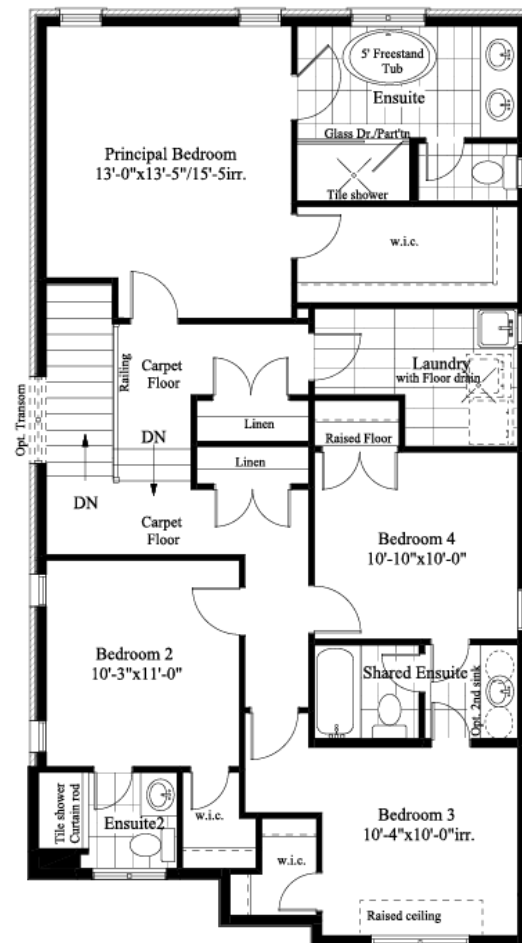 5' Freestand
Tub
Ensuite
Glass Dr./Part'tn
Principal Bedroom
13'-0"x13'-5"/15'-5irr.
Tile shower
w.i.c.
Railing
Carpet
Floor
Laundry
with Floor drain
Opt. Transom
Linen
Raised Floor
DN
Linen
DN
Carpet
Floor
Bedroom 4
10'-10"x10'-0"
Bedroom 2
10'-3"x11'-0"
Shared Ensuite
Opt. 2nd sink
Tile shower
Curtain rod
Ensuite2
w.i.c.
Bedroom 3
10'-4"x10'-0"irr.
w.i.c.
Raised ceiling